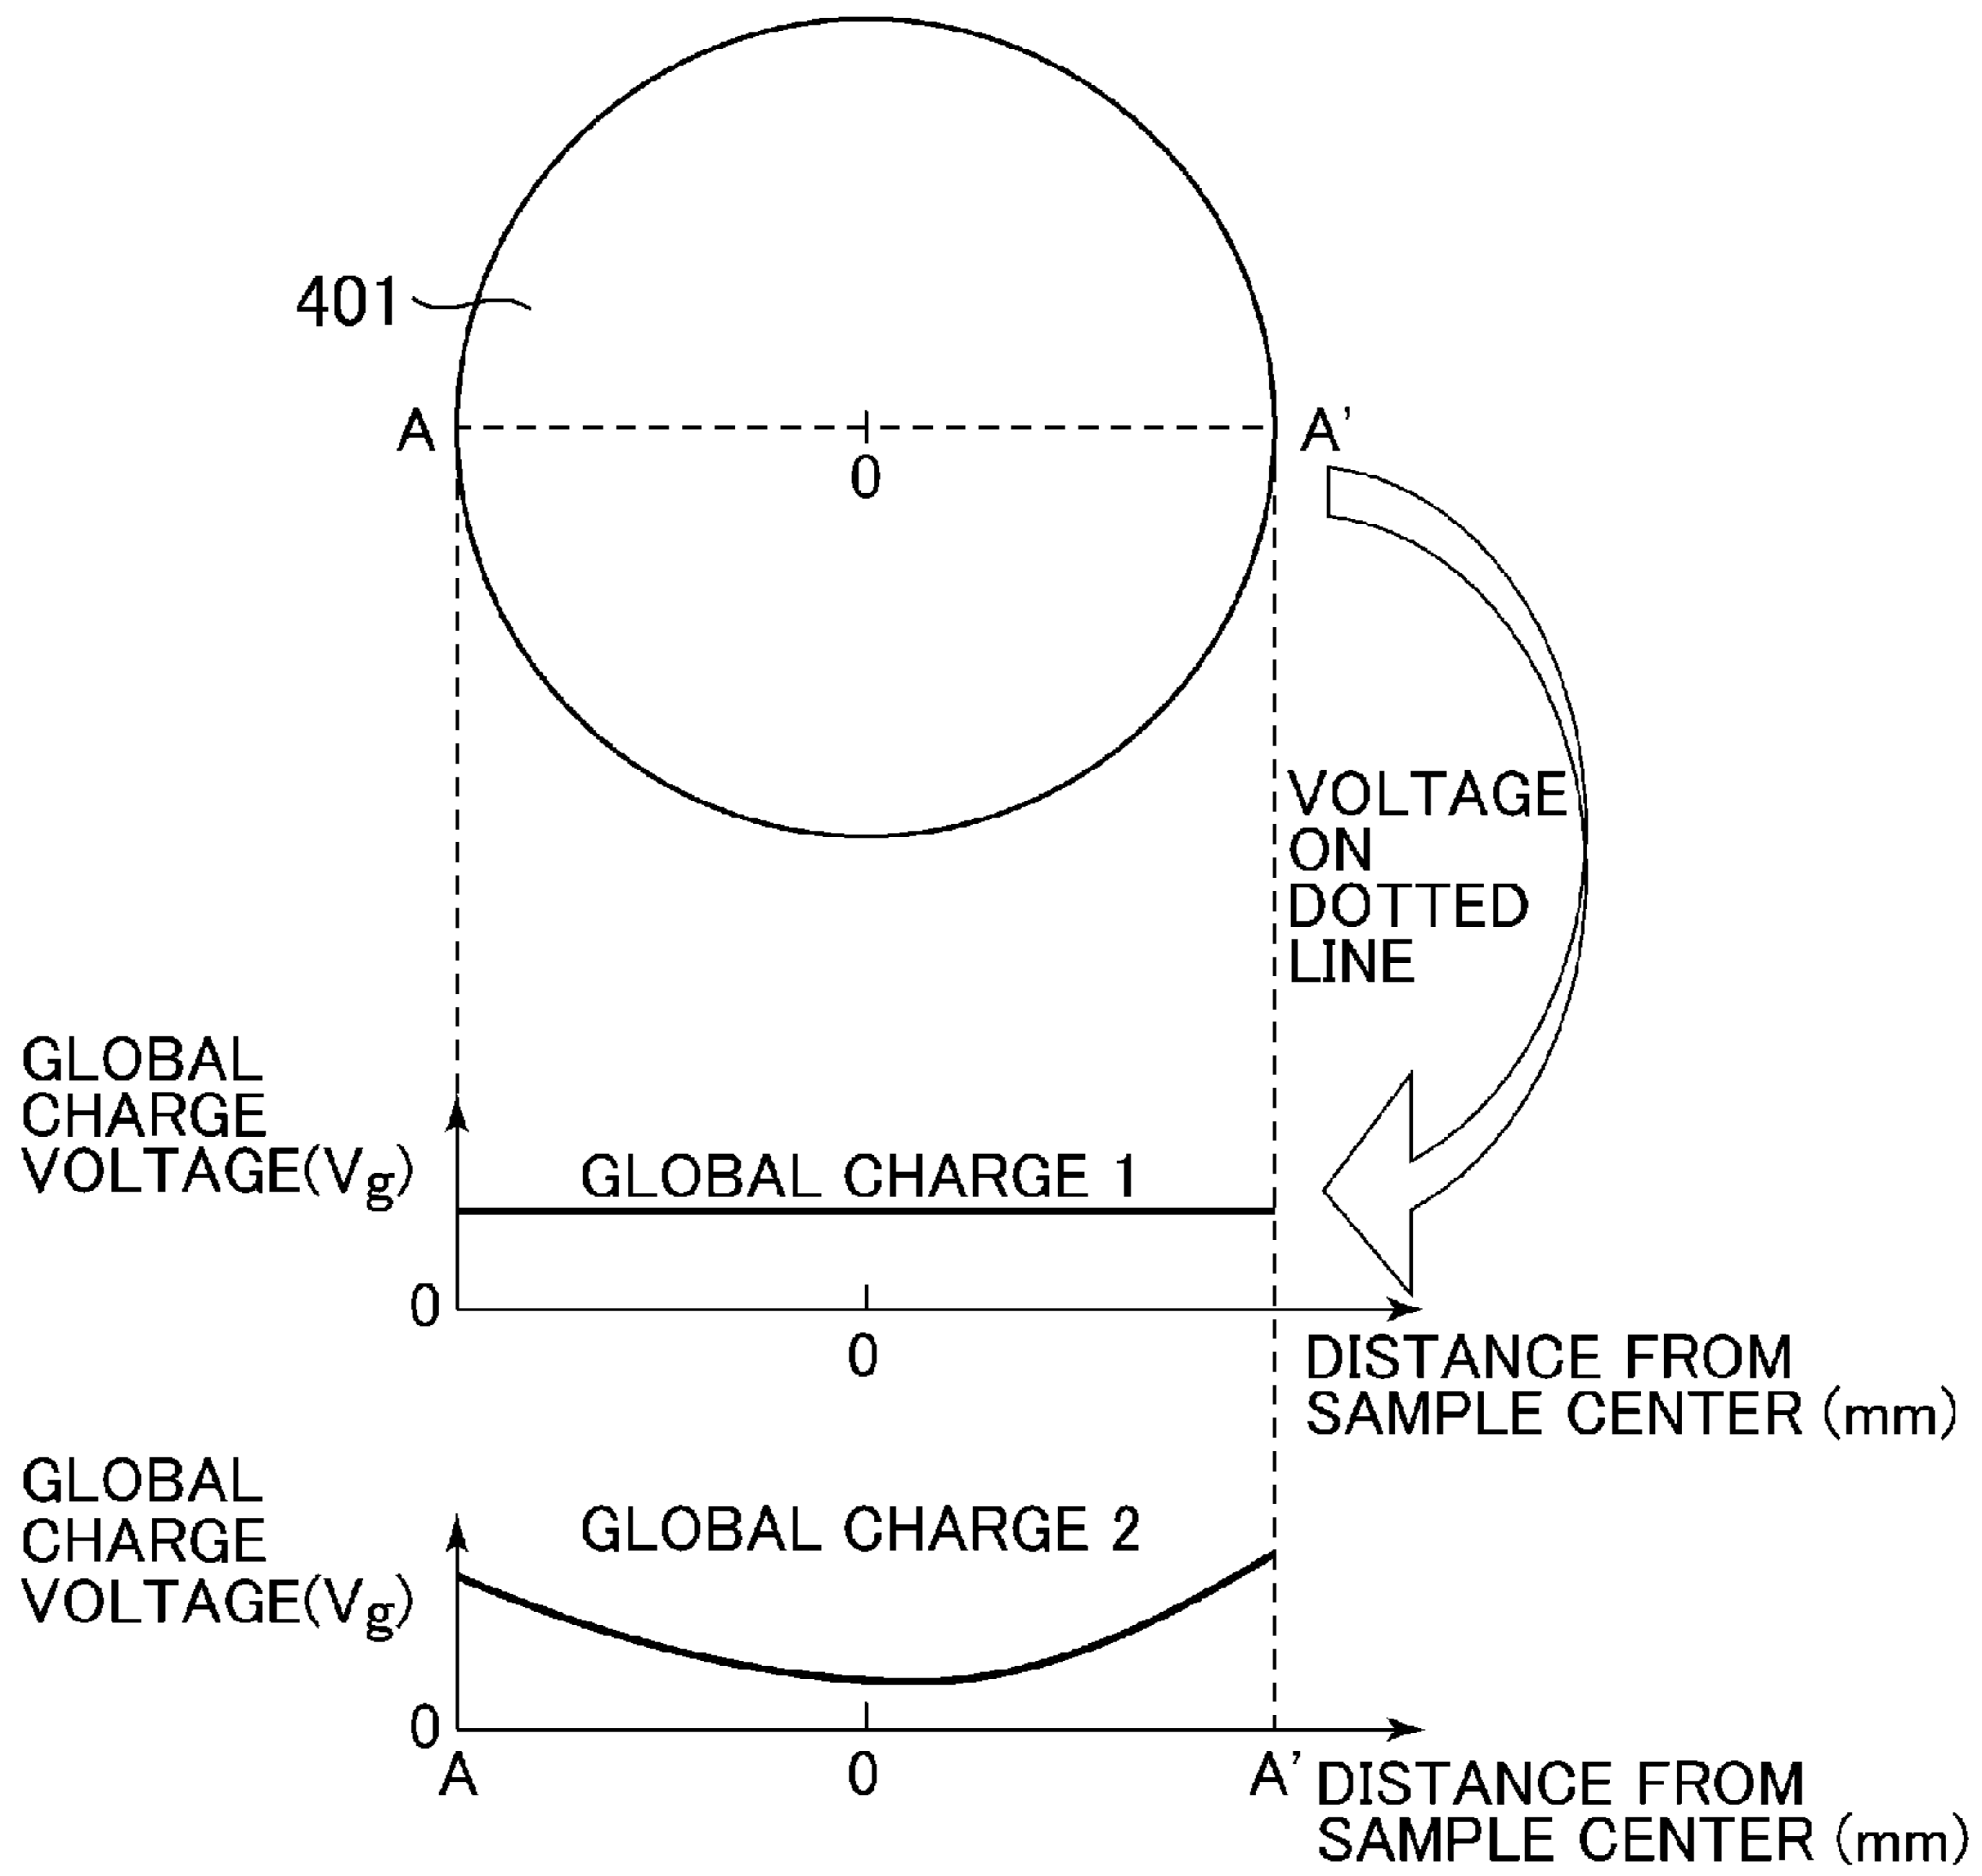 401
A
A'
0
VOLTAGE
ON
DOTTED
LINE
GLOBAL
CHARGE
VOLTAGE(Vg)
GLOBAL CHARGE 1
0
0
DISTANCE FROM
SAMPLE CENTER (mm)
GLOBAL
CHARGE
VOLTAGE(Vg)
GLOBAL CHARGE 2
0
A
0
A'
DISTANCE FROM
SAMPLE CENTER (mm)